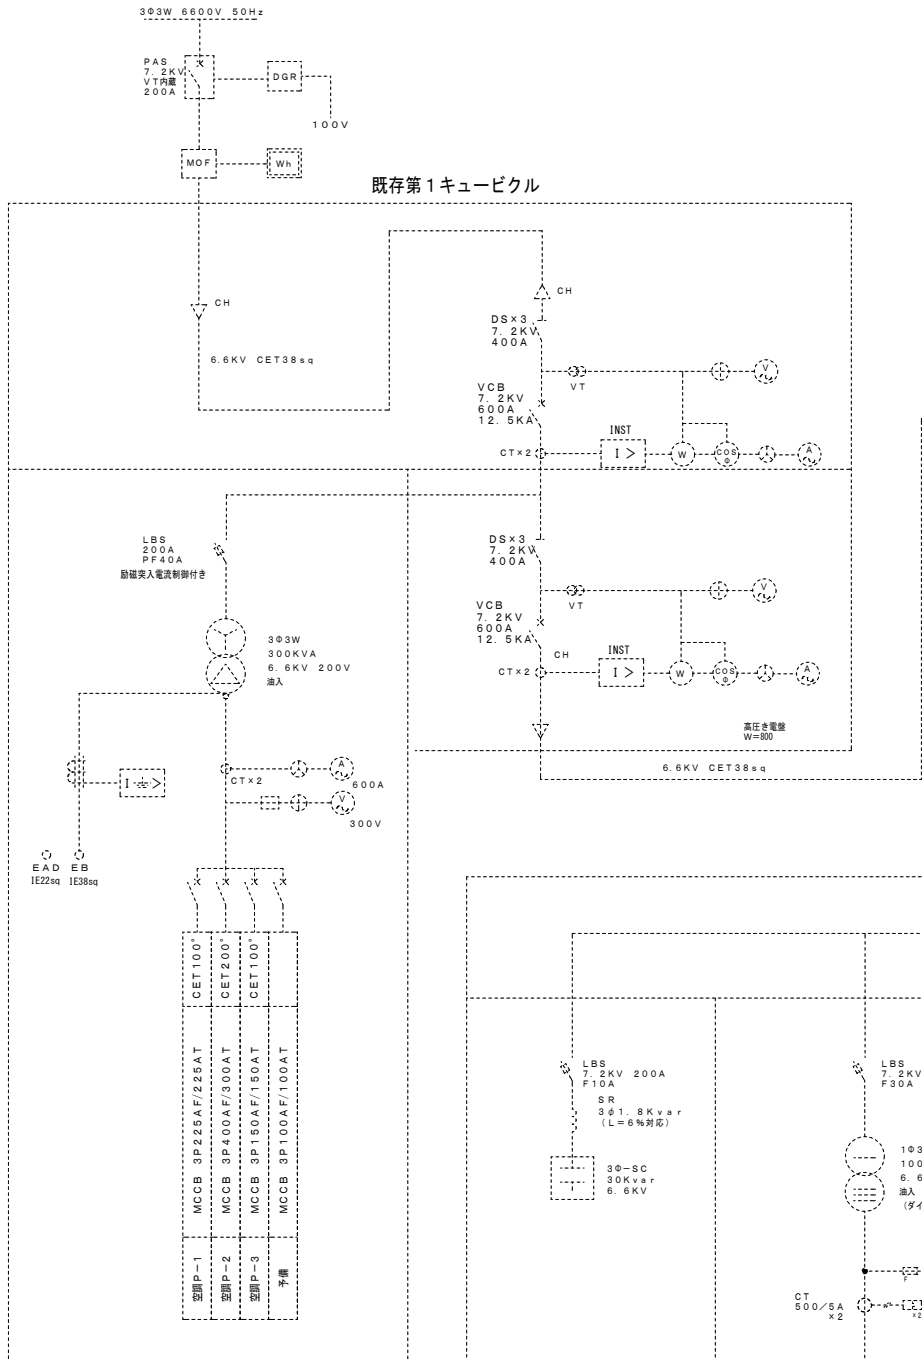 3Φ3W 6600V 50Hz
PAS
7.2KV
VT内蔵
200A
DGR
100V
MOF
Wh
既存第1キュービクル
CH
6.6KV CET38sq
CH
DS×3
7.2KV
400A
VT
V
VCB
7.2KV
600A
12.5KA
CT×2
INST
I >
W
COS
Φ
A
LBS
200A
PF40A
励磁突入電流制御付き
3Φ3W
300KVA
6.6KV 200V
油入
DS×3
7.2KV
400A
VT
V
VCB
7.2KV
600A
12.5KA
CH
CT×2
INST
I >
W
COS
Φ
A
高圧き電盤
W=800
6.6KV CET38sq
I >
CT×2
A
600A
V
300V
EAD
IE22sq
EB
IE38sq
CET100°
CET200°
CET100°
MCCB 3P225AF/225AT
MCCB 3P400AF/300AT
MCCB 3P150AF/150AT
MCCB 3P100AF/100AT
空調P-1
空調P-2
空調P-3
予備
LBS
7.2KV 200A
F10A
SR
3φ1.8Kvar
(L=6%対応)
3Φ-SC
30Kvar
6.6KV
LBS
7.2KV
F30A
油入
F
CT
500/5A
×2
×2